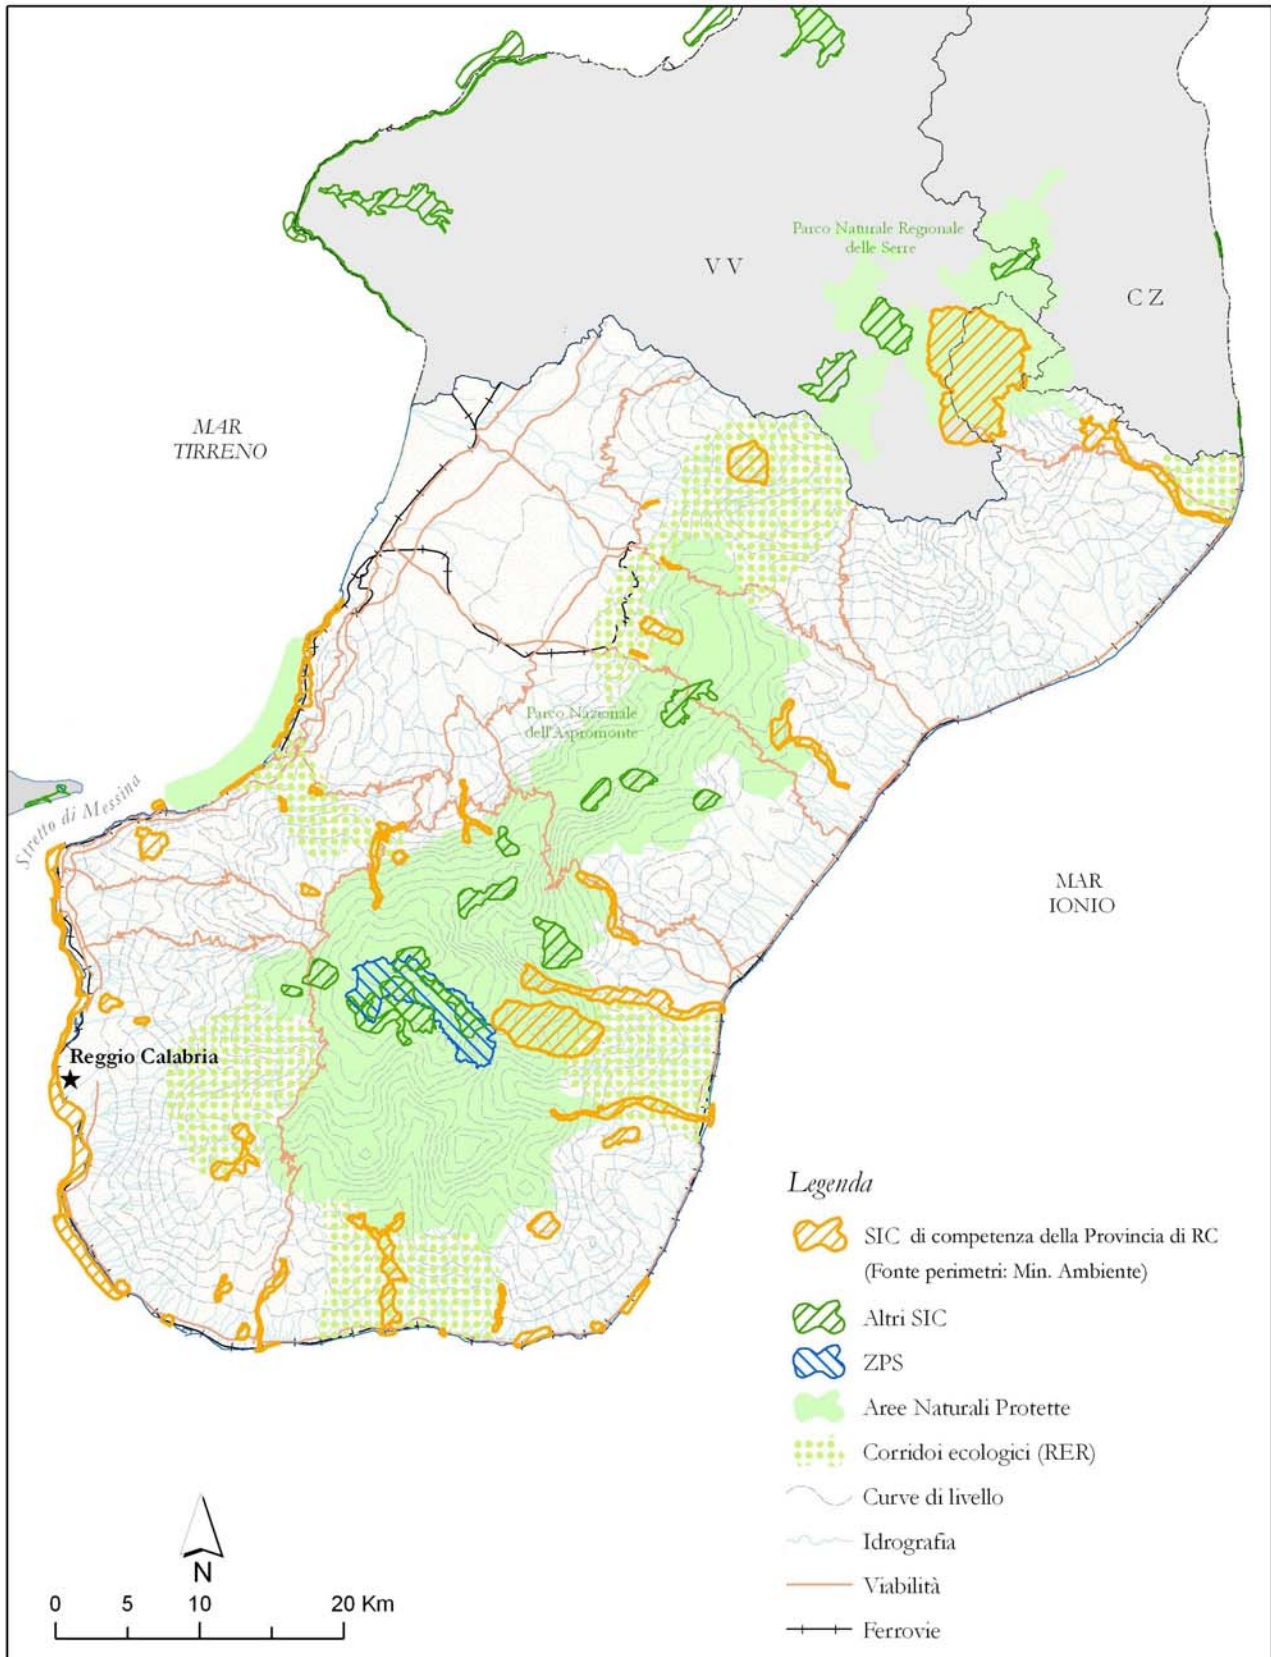 Parco Naturale Regionale
delle Serre
V V
C Z
MAR
TIRRENO
Parco Nazionale
dell'Aspromonte
Stretto di Messina
MAR
IONIO
Reggio Calabria
Legenda
SIC di competenza della Provincia di RC
(Fonte perimetri: Min. Ambiente)
Altri SIC
ZPS
Aree Naturali Protette
Corridoi ecologici (RER)
Curve di livello
Idrografia
Viabilità
Ferrovie
N
0 5 10 20 Km